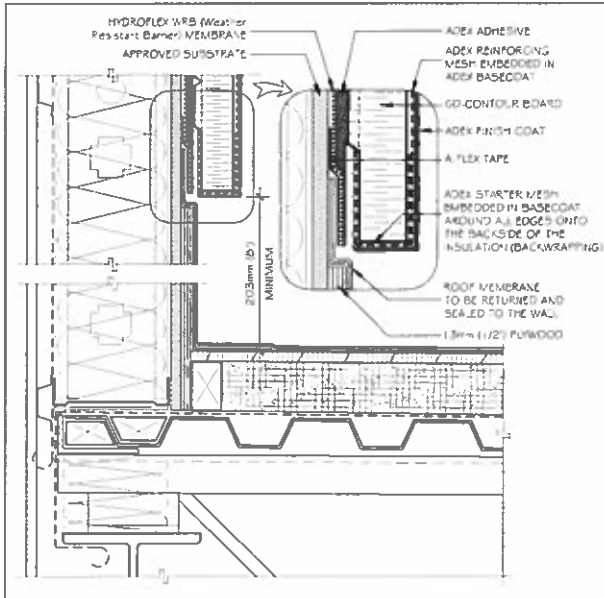 HYDROFLEX WRB (Weather
Resistant Barrier) MEMBRANE
APPROVED SUBSTRATE
ADEX ADHESIVE
ADEX REINFORCING
MESH EMBEDDED IN
ADEX BASECOAT
GD-CONTOUR BOARD
ADEX FINISH COAT
A-FLEX TAPE
ADEX STARTER MESH
EMBEDDED IN BASECOAT
AROUND ALL EDGES ONTO
THE BACKSIDE OF THE
INSULATION (BACKWRAPPING)
ROOF MEMBRANE
TO BE RETURNED AND
SEALED TO THE WALL
13mm (1/2") PLYWOOD
203mm (8")
MINIMUM